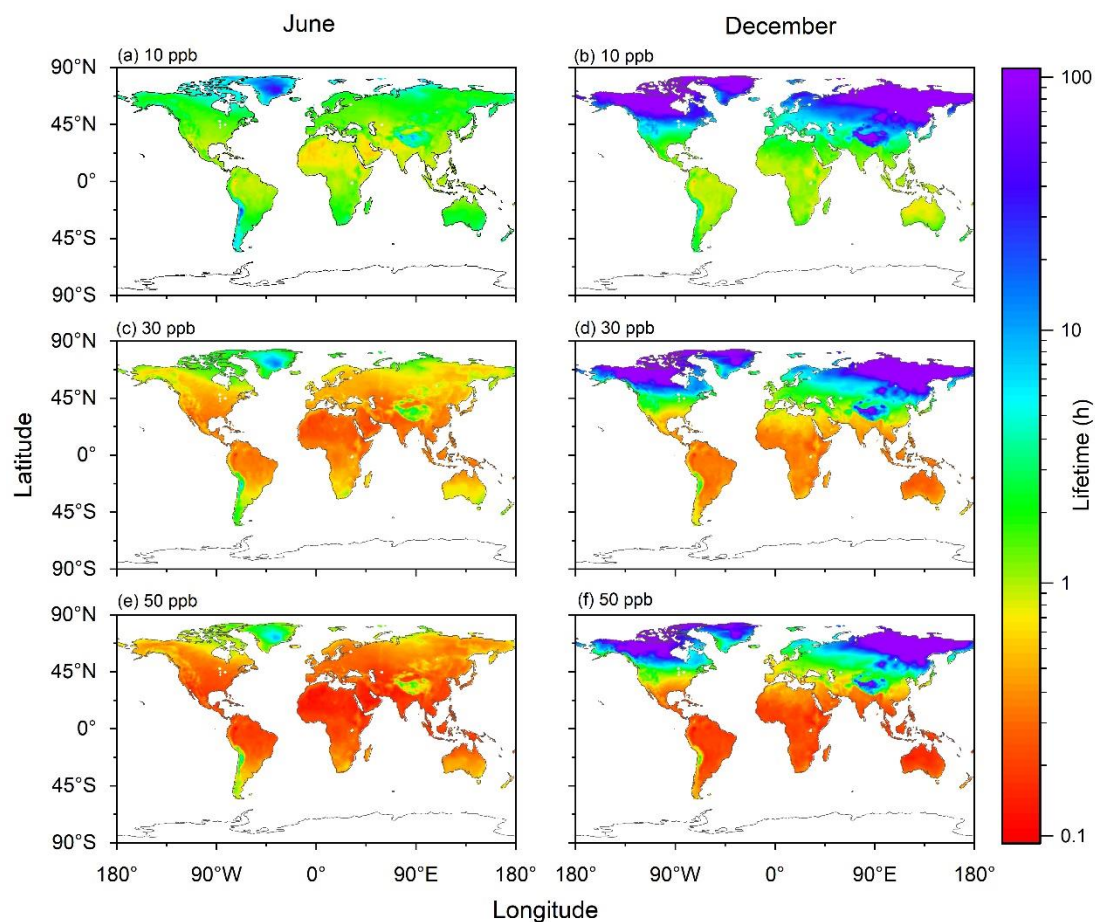 June
December
(a) 10 ppb
(b) 10 ppb
90°N
45°N
0°
45°S
90°S
(c) 30 ppb
(d) 30 ppb
90°N
45°N
0°
45°S
90°S
(e) 50 ppb
(f) 50 ppb
90°N
45°N
0°
45°S
90°S
180° 90°W 0° 90°E 180° 180° 90°W 0° 90°E 180°
Longitude
Latitude
100
10
1
0.1
Lifetime (h)